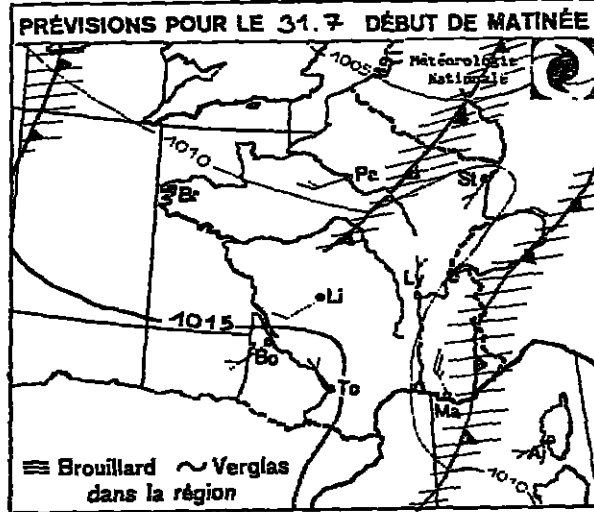 PRÉVISIONS POUR LE 31.7 DÉBUT DE MATINÉE
Météorologie
Nationale
1005
1010
Pa
St
Br
Ly
Li
1015
Bo
To
Ma
Aj
1010
Brouillard Verglas
dans la région